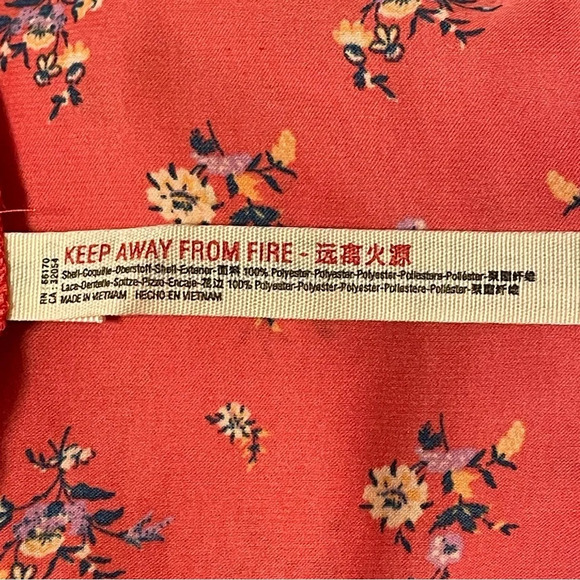 RN : 66170
CA : 32054
KEEP AWAY FROM FIRE - 远离火源
Shell-Coquille-Oberstoff-Shell-Exterior- 面料 100% Polyester-Polyester-Polyester-Poliestere-Poliéster- 聚酯纤维
Lace-Dentelle-Spitze-Pizzo-Encaje- 花边 100% Polyester-Polyester-Polyester-Poliestere-Poliéster- 聚酯纤维
MADE IN VIETNAM HECHO EN VIETNAM